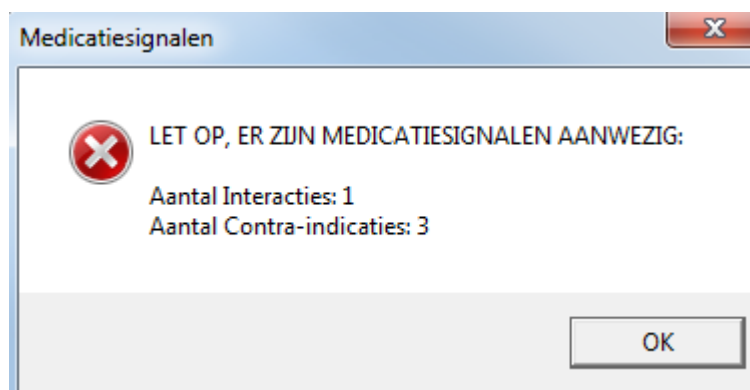 Medicatiesignalen
LET OP, ER ZIJN MEDICATIESIGNALEN AANWEZIG:
Aantal Interacties: 1
Aantal Contra-indicaties: 3
OK